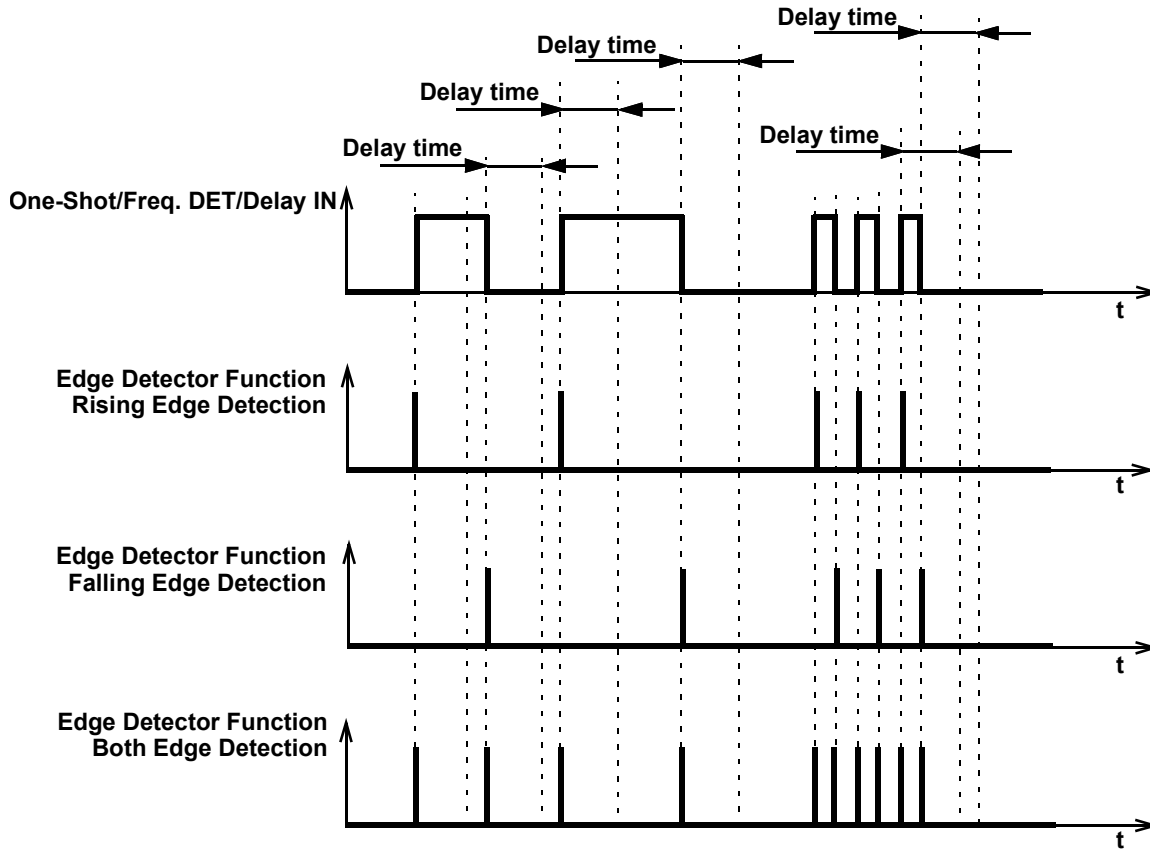 Delay time
Delay time
Delay time
Delay time
Delay time
One-Shot/Freq. DET/Delay IN
t
Edge Detector Function
Rising Edge Detection
t
Edge Detector Function
Falling Edge Detection
t
Edge Detector Function
Both Edge Detection
t